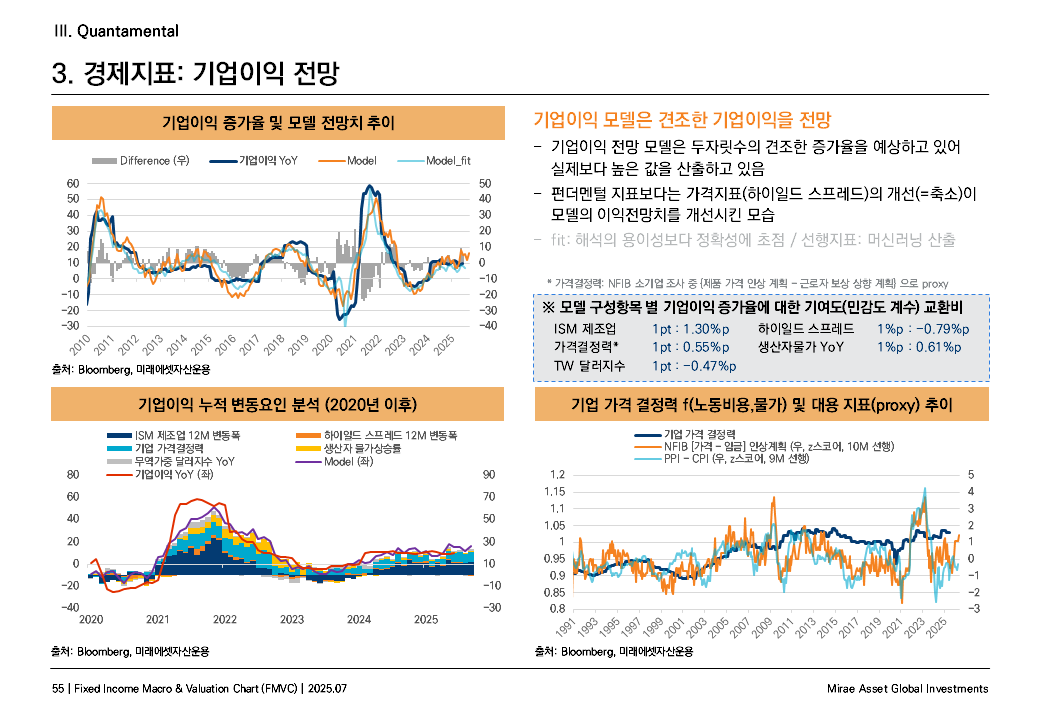 III. Quantamental
3. 경제지표: 기업이익 전망
기업이익 증가율 및 모델 전망치 추이
Difference (우) 기업이익 YoY Model Model_fit
60 50
50 40
40 30
30 20
20 10
10 0
0 -10
-10 -20
-20 -30
-30 -40
2010 2011 2012 2013 2014 2015 2016 2017 2018 2019 2020 2021 2022 2023 2024 2025
출처: Bloomberg, 미래에셋자산운용
기업이익 모델은 견조한 기업이익을 전망
- 기업이익 전망 모델은 두자릿수의 견조한 증가율을 예상하고 있어
실제보다 높은 값을 산출하고 있음
- 펀더멘털 지표보다는 가격지표(하이일드 스프레드)의 개선(=축소)이
모델의 이익전망치를 개선시킨 모습
- fit: 해석의 용이성보다 정확성에 초점 / 선행지표: 머신러닝 산출
* 가격결정력: NFIB 소기업 조사 중 (제품 가격 인상 계획 - 근로자 보상 상향 계획) 으로 proxy
※ 모델 구성항목 별 기업이익 증가율에 대한 기여도(민감도 계수) 교환비
ISM 제조업 1pt : 1.30%p 하이일드 스프레드 1%p : -0.79%p
가격결정력* 1pt : 0.55%p 생산자물가 YoY 1%p : 0.61%p
TW 달러지수 1pt : -0.47%p
기업이익 누적 변동요인 분석 (2020년 이후)
ISM 제조업 12M 변동폭 하이일드 스프레드 12M 변동폭
기업 가격결정력 생산자 물가상승률
무역가중 달러지수 YoY Model (좌)
기업이익 YoY (좌)
80 90
60 70
40 50
20 30
0 10
-20 -10
-40 -30
2020 2021 2022 2023 2024 2025
출처: Bloomberg, 미래에셋자산운용
기업 가격 결정력 f(노동비용,물가) 및 대용 지표(proxy) 추이
기업 가격 결정력
NFIB [가격 - 임금] 인상계획 (우, z스코어, 10M 선행)
PPI - CPI (우, z스코어, 9M 선행)
1.2 5
1.15 4
1.1 3
1.05 2
1 1
0.95 0
0.9 -1
0.85 -2
0.8 -3
1991 1993 1995 1997 1999 2001 2003 2005 2007 2009 2011 2013 2015 2017 2019 2021 2023 2025
출처: Bloomberg, 미래에셋자산운용
55 | Fixed Income Macro & Valuation Chart (FMVC) | 2025.07
Mirae Asset Global Investments